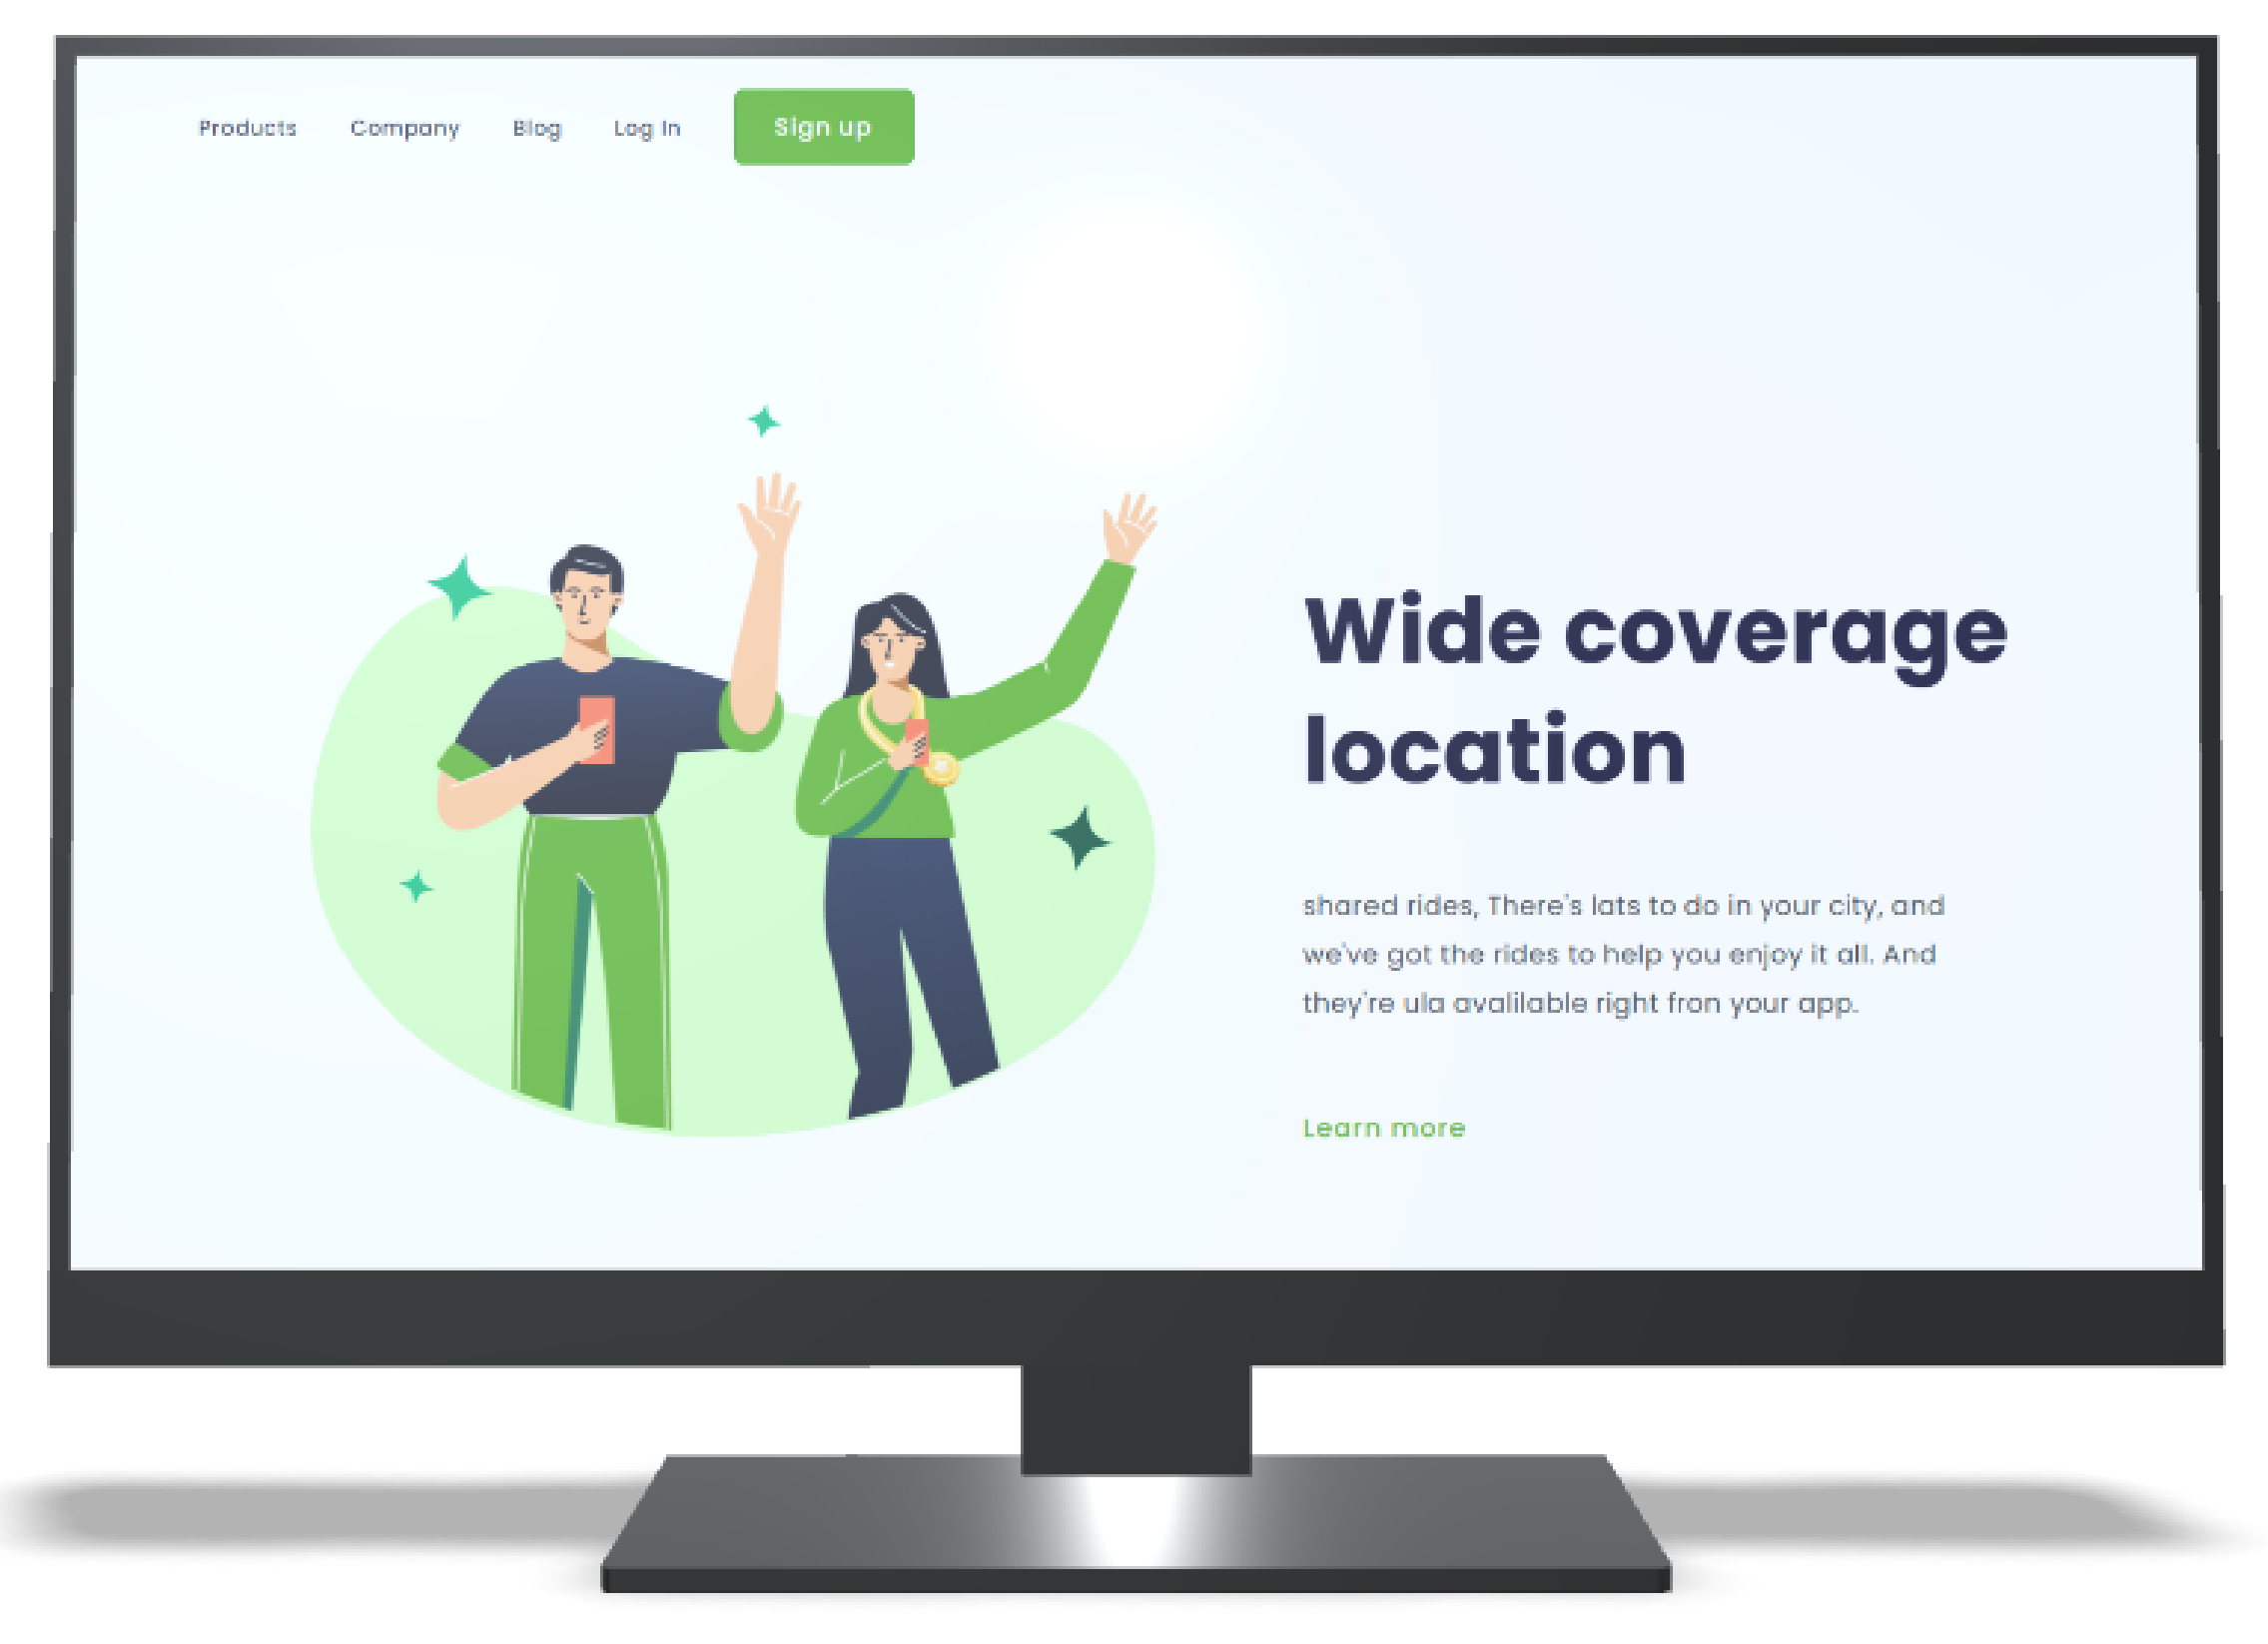 Products Company Blog Log In Sign up
Wide coverage
location
shared rides, There's lats to do in your city, and
we've got the rides to help you enjoy it all. And
they're ula avalilable right fron your app.
Learn more